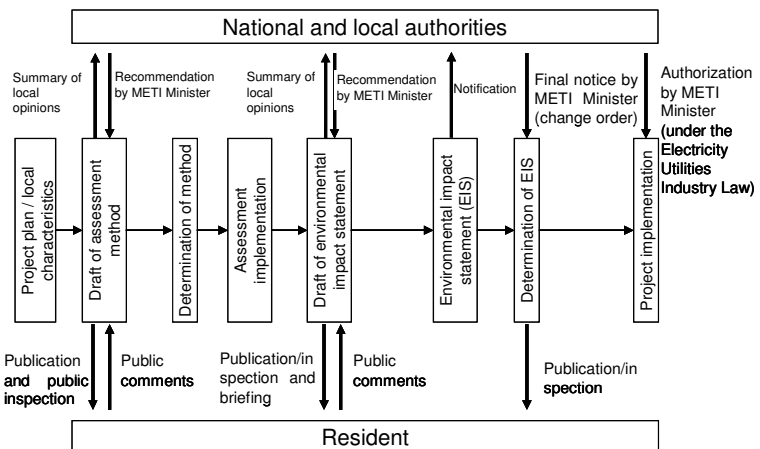 National and local authorities
Summary of
local
opinions
Recommendation
by METI Minister
Summary of
local
opinions
Recommendation
by METI Minister
Notification
Final notice by
METI Minister
(change order)
Authorization
by METI
Minister
(under the
Electricity
Utilities
Industry Law)
Project plan / local
characteristics
Draft of assessment
method
Determination of method
Assessment
implementation
Draft of environmental
impact statement
Environmental impact
statement (EIS)
Determination of EIS
Project implementation
Publication
and public
inspection
Public
comments
Publication/in
spection and
briefing
Public
comments
Publication/in
spection
Resident